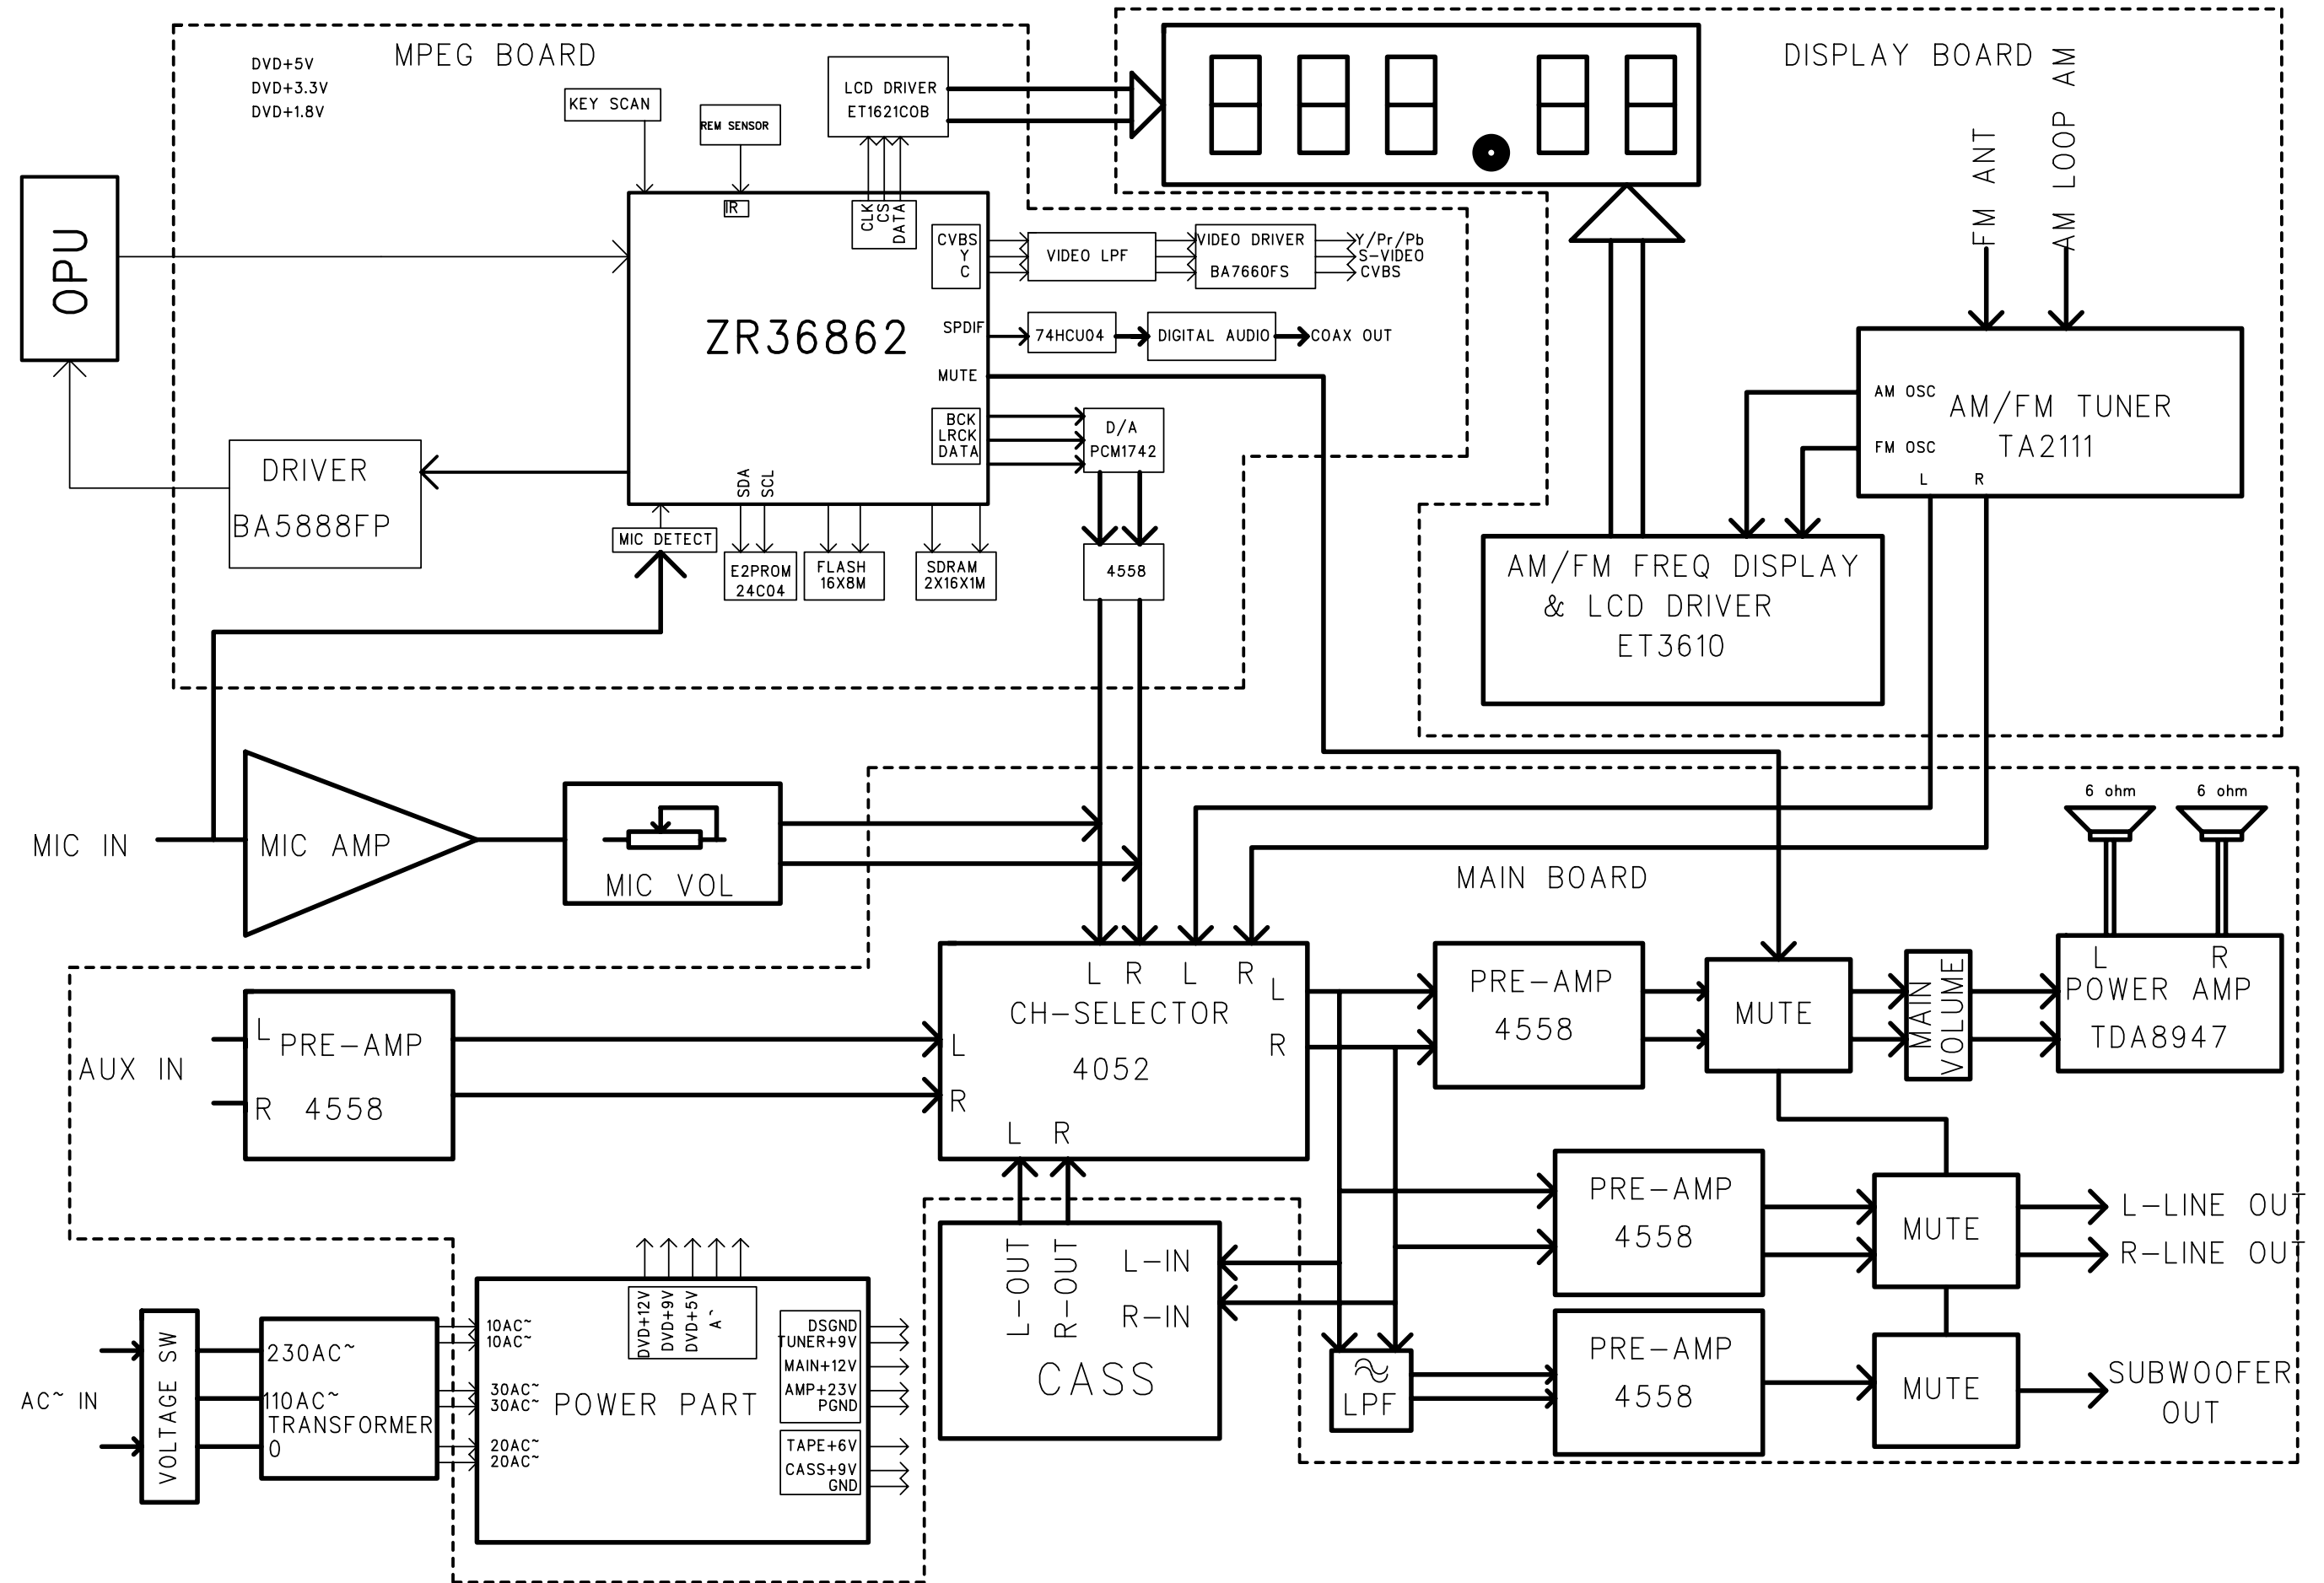 MPEG BOARD
DVD+5V
DVD+3.3V
DVD+1.8V
KEY SCAN
REM SENSOR
LCD DRIVER
ET1621COB
DISPLAY BOARD
FM ANT
AM LOOP AM
OPU
IR
CLK
CS
DATA
CVBS
Y
C
VIDEO LPF
VIDEO DRIVER
BA7660FS
Y/Pr/Pb
S-VIDEO
CVBS
ZR36862
SPDIF
74HCU04
DIGITAL AUDIO
COAX OUT
MUTE
BCK
LRCK
DATA
D/A
PCM1742
DRIVER
BA5888FP
SDA
SCL
MIC DETECT
E2PROM
24C04
FLASH
16X8M
SDRAM
2X16X1M
4558
AM OSC
FM OSC
AM/FM TUNER
TA2111
L
R
AM/FM FREQ DISPLAY
& LCD DRIVER
ET3610
MIC IN
MIC AMP
MIC VOL
MAIN BOARD
6 ohm
6 ohm
L
R
L
R
CH-SELECTOR
4052
L
R
L
R
L
R
PRE-AMP
4558
MUTE
MAIN
VOLUME
L
R
POWER AMP
TDA8947
AUX IN
L
PRE-AMP
R
4558
PRE-AMP
4558
MUTE
L-LINE OUT
R-LINE OUT
L-OUT
R-OUT
L-IN
R-IN
CASS
LPF
PRE-AMP
4558
MUTE
SUBWOOFER
OUT
AC~ IN
VOLTAGE SW
230AC~
110AC~
TRANSFORMER
0
10AC~
10AC~
30AC~
30AC~
20AC~
20AC~
DVD+12V
DVD+9V
DVD+5V
A~
POWER PART
DSGND
TUNER+9V
MAIN+12V
AMP+23V
PGND
TAPE+6V
CASS+9V
GND